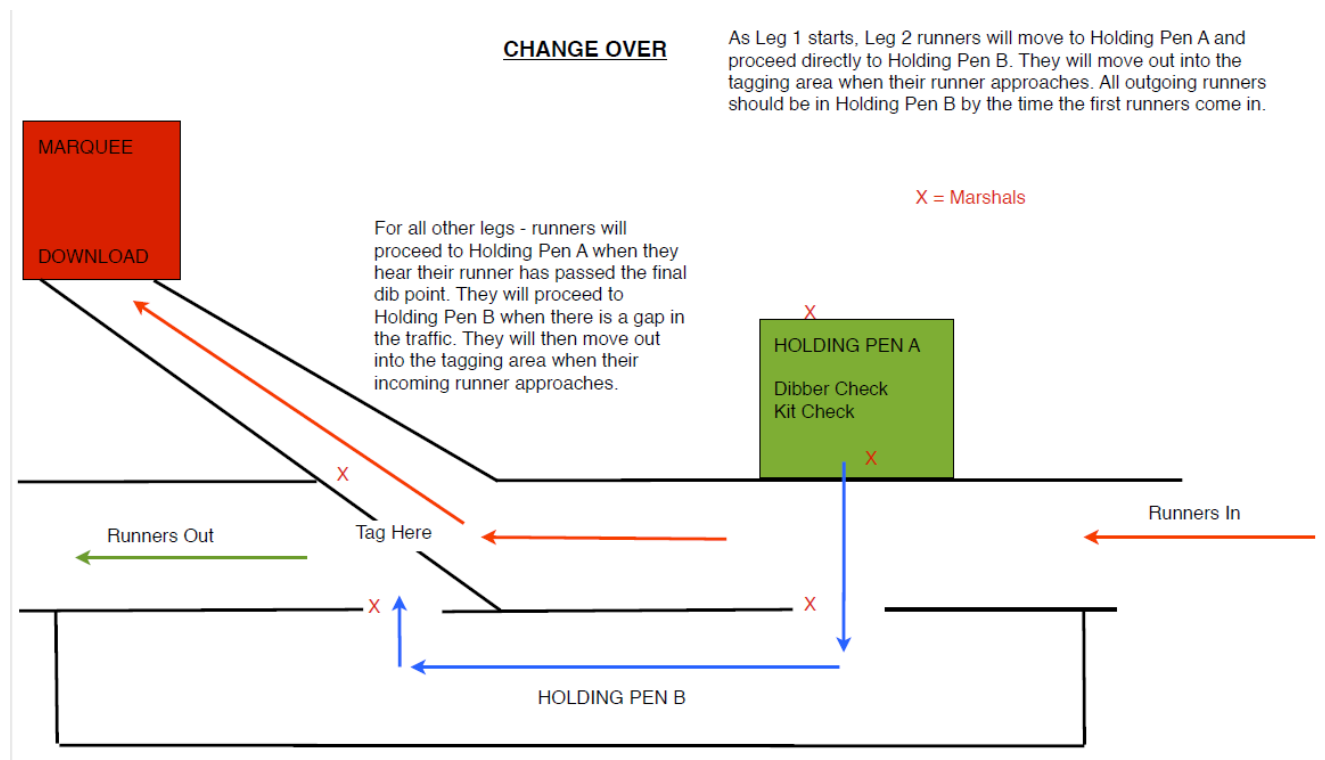 CHANGE OVER
As Leg 1 starts, Leg 2 runners will move to Holding Pen A and
proceed directly to Holding Pen B. They will move out into the
tagging area when their runner approaches. All outgoing runners
should be in Holding Pen B by the time the first runners come in.
MARQUEE
DOWNLOAD
X = Marshals
For all other legs - runners will
proceed to Holding Pen A when they
hear their runner has passed the final
dib point. They will proceed to
Holding Pen B when there is a gap in
the traffic. They will then move out
into the tagging area when their
incoming runner approaches.
X
HOLDING PEN A
Dibber Check
Kit Check
X
X
Runners In
Tag Here
Runners Out
X
X
HOLDING PEN B